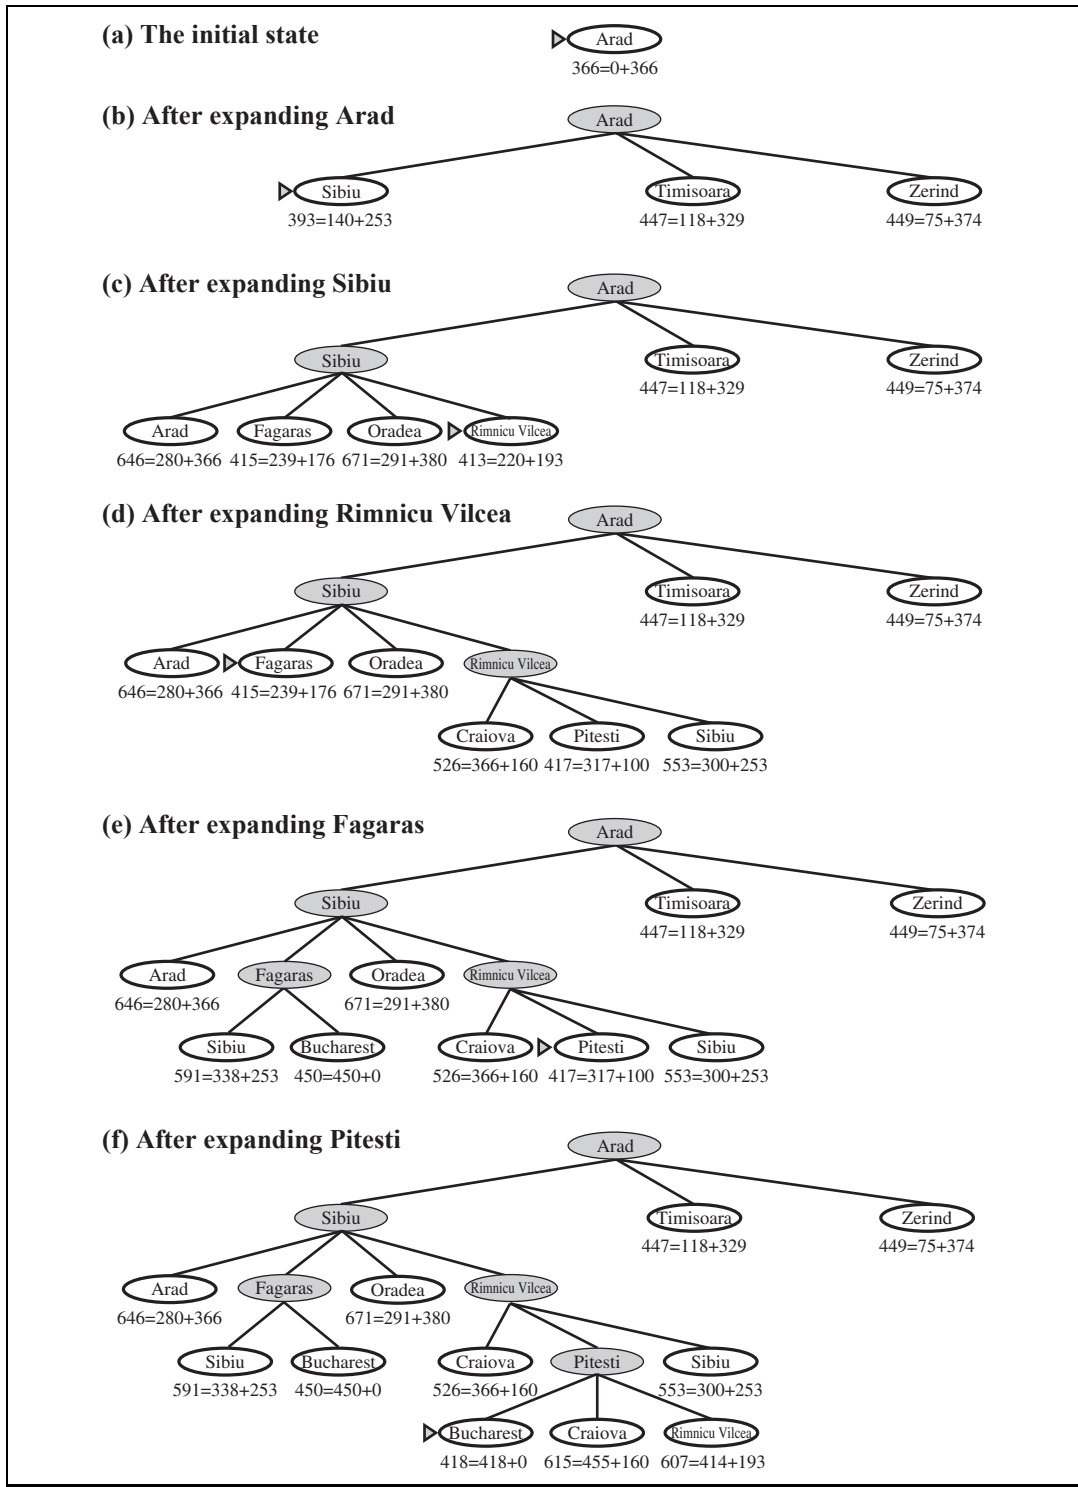 (a) The initial state
Arad
366=0+366
(b) After expanding Arad
Arad
Sibiu Timisoara Zerind
393=140+253 447=118+329 449=75+374
(c) After expanding Sibiu
Arad
Sibiu Timisoara Zerind
447=118+329 449=75+374
Arad Fagaras Oradea Rimnicu Vilcea
646=280+366 415=239+176 671=291+380 413=220+193
(d) After expanding Rimnicu Vilcea
Arad
Sibiu Timisoara Zerind
447=118+329 449=75+374
Arad Fagaras Oradea Rimnicu Vilcea
646=280+366 415=239+176 671=291+380
Craiova Pitesti Sibiu
526=366+160 417=317+100 553=300+253
(e) After expanding Fagaras
Arad
Sibiu Timisoara Zerind
447=118+329 449=75+374
Arad Fagaras Oradea Rimnicu Vilcea
646=280+366 671=291+380
Sibiu Bucharest Craiova Pitesti Sibiu
591=338+253 450=450+0 526=366+160 417=317+100 553=300+253
(f) After expanding Pitesti
Arad
Sibiu Timisoara Zerind
447=118+329 449=75+374
Arad Fagaras Oradea Rimnicu Vilcea
646=280+366 671=291+380
Sibiu Bucharest Craiova Pitesti Sibiu
591=338+253 450=450+0 526=366+160 553=300+253
Bucharest Craiova Rimnicu Vilcea
418=418+0 615=455+160 607=414+193